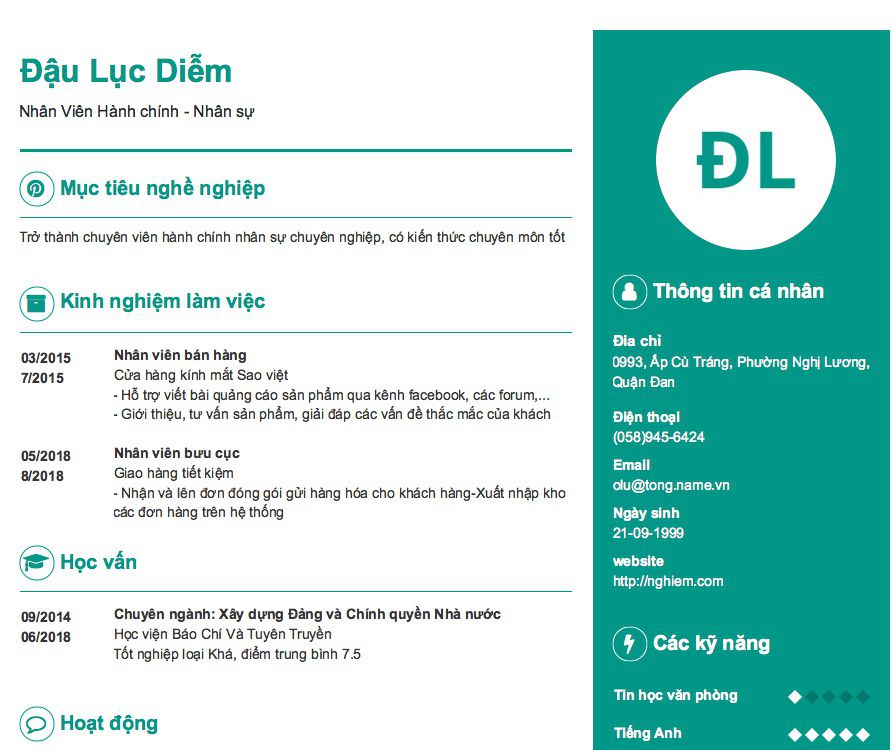 Đậu Lục Diễm
Nhân Viên Hành chính - Nhân sự
Mục tiêu nghề nghiệp
Trở thành chuyên viên hành chính nhân sự chuyên nghiệp, có kiến thức chuyên môn tốt
Kinh nghiệm làm việc
03/2015
7/2015
Nhân viên bán hàng
Cửa hàng kính mắt Sao việt
- Hỗ trợ viết bài quảng cáo sản phẩm qua kênh facebook, các forum,...
- Giới thiệu, tư vấn sản phẩm, giải đáp các vấn đề thắc mắc của khách
05/2018
8/2018
Nhân viên bưu cục
Giao hàng tiết kiệm
- Nhận và lên đơn đóng gói gửi hàng hóa cho khách hàng-Xuất nhập kho
các đơn hàng trên hệ thống
Học vấn
09/2014
06/2018
Chuyên ngành: Xây dựng Đảng và Chính quyền Nhà nước
Học viện Báo Chí Và Tuyên Truyền
Tốt nghiệp loại Khá, điểm trung bình 7.5
Hoạt động
ĐL
Thông tin cá nhân
Đia chỉ
0993, Ấp Cù Tráng, Phường Nghị Lương,
Quận Đan
Điện thoại
(058)945-6424
Email
olu@tong.name.vn
Ngày sinh
21-09-1999
website
http://nghiem.com
Các kỹ năng
Tin học văn phòng
Tiếng Anh